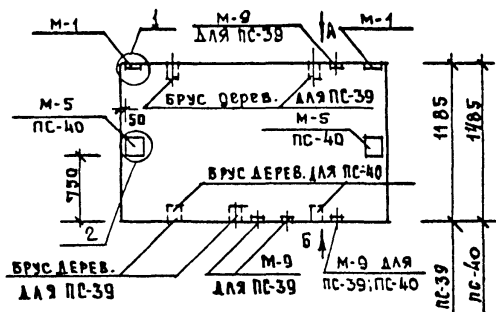 М-1
1
М-9
ДЛЯ ПС-39
А
М-1
БРУС ДЕРЕВ. ДЛЯ ПС-39
50
М-5
ПС-40
М-5
ПС-40
1185
1485
750
БРУС ДЕРЕВ. ДЛЯ ПС-40
2
Б
БРУС ДЕРЕВ.
ДЛЯ ПС-39
М-9
ДЛЯ ПС-39
М-9 ДЛЯ
ПС-39; ПС-40
ПС-39
ПС-40